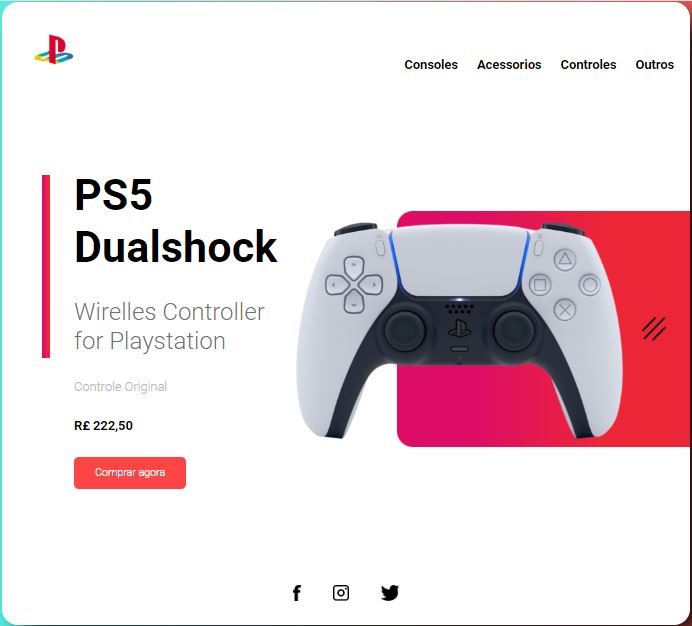 Consoles Acessorios Controles Outros
PS5
Dualshock
Wirelles Controller
for Playstation
Controle Original
R£ 222,50
Comprar agora